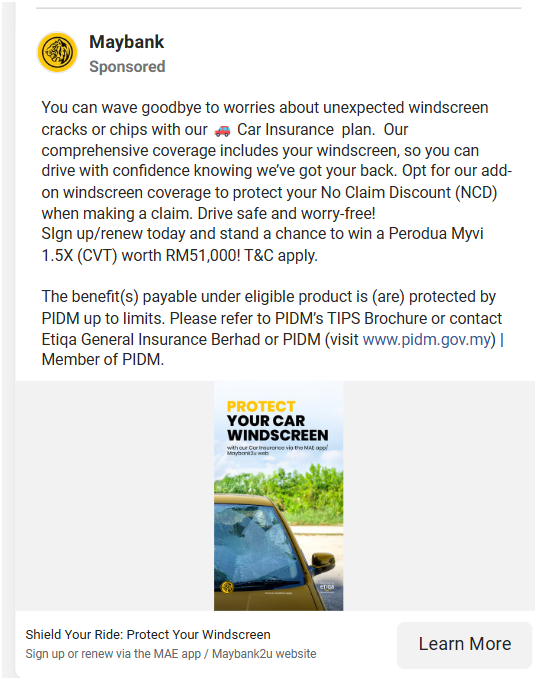 Maybank
Sponsored
You can wave goodbye to worries about unexpected windscreen
cracks or chips with our 🚗 Car Insurance plan. Our
comprehensive coverage includes your windscreen, so you can
drive with confidence knowing we've got your back. Opt for our add-
on windscreen coverage to protect your No Claim Discount (NCD)
when making a claim. Drive safe and worry-free!
SIgn up/renew today and stand a chance to win a Perodua Myvi
1.5X (CVT) worth RM51,000! T&C apply.
The benefit(s) payable under eligible product is (are) protected by
PIDM up to limits. Please refer to PIDM's TIPS Brochure or contact
Etiqa General Insurance Berhad or PIDM (visit www.pidm.gov.my) |
Member of PIDM.
PROTECT
YOUR CAR
WINDSCREEN
with our Car Insurance via the MAE app/
Maybank2u web
etiqa
Shield Your Ride: Protect Your Windscreen
Sign up or renew via the MAE app / Maybank2u website
Learn More